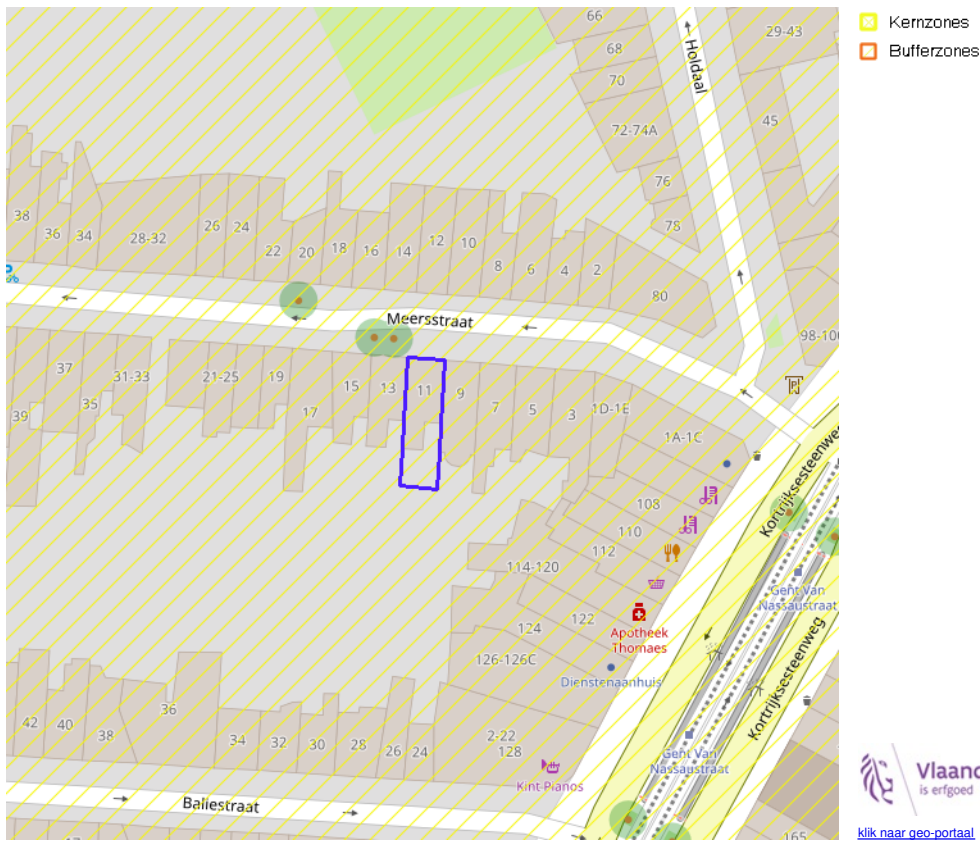 Kernzones
Bufferzones
66
68
70
72-74A
76
78
Holdaal
29-43
45
38
36
34
28-32
26
24
22
20
18
16
14
12
10
8
6
4
2
80
98-100
Meersstraat
37
39
35
31-33
21-25
19
17
15
13
11
9
7
5
3
1D-1E
1A-1C
108
110
112
114-120
122
124
126-126C
2-22
128
Apotheek
Thomaes
Dienstenaanhuis
Kint Pianos
Kortrijksesteenweg
Gent Van
Nassaustraat
Kortrijksesteenweg
Gent Van
Nassaustraat
42
40
38
36
34
32
30
28
26
24
Baliestraat
165
Vlaand
is erfgoed
klik naar geo-portaal